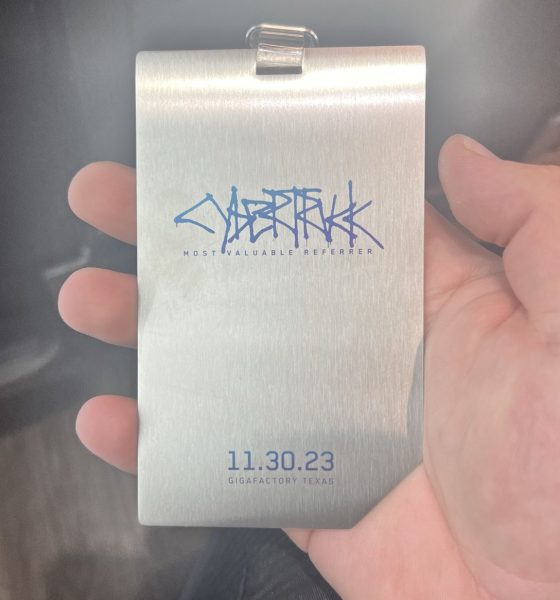 CYBERTRUCK
MOST VALUABLE REFERRER
11.30.23
GIGAFACTORY TEXAS